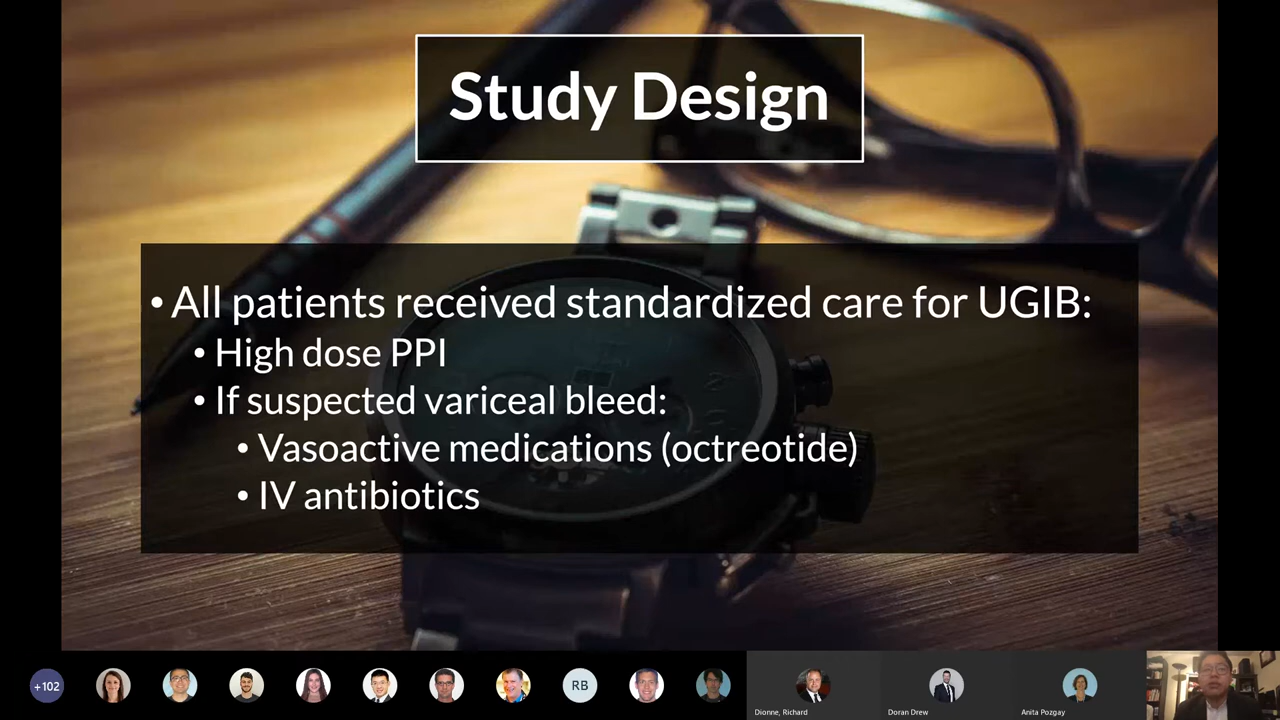 Study Design
• All patients received standardized care for UGIB:
• High dose PPI
• If suspected variceal bleed:
• Vasoactive medications (octreotide)
• IV antibiotics
+102
RB
Dionne, Richard
Doran Drew
Anita Pozgay